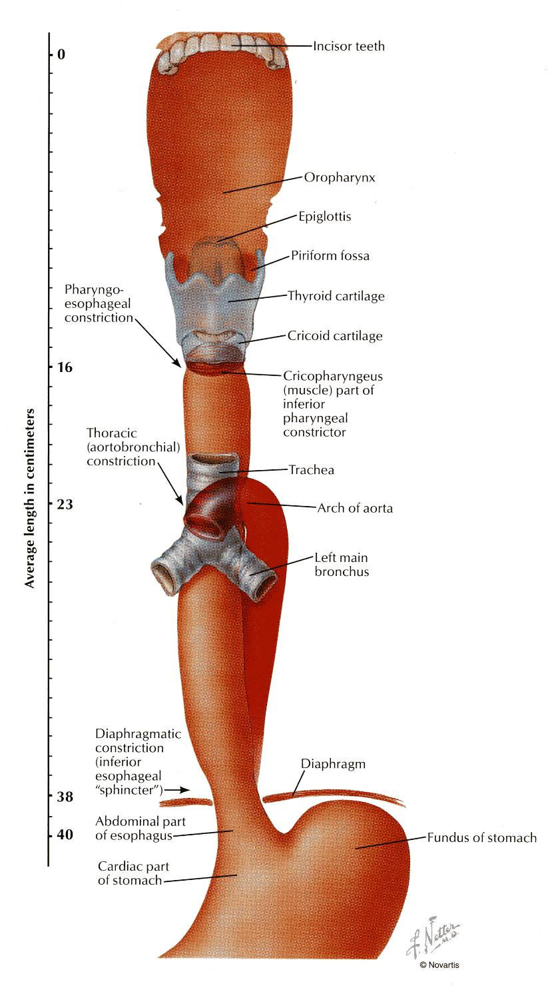 Incisor teeth
0
Oropharynx
Epiglottis
Piriform fossa
Pharyngo-
esophageal
constriction
Thyroid cartilage
Cricoid cartilage
16
Cricopharyngeus
(muscle) part of
inferior
pharyngeal
constrictor
Average length in centimeters
Thoracic
(aortobronchial)
constriction
Trachea
23
Arch of aorta
Left main
bronchus
Diaphragmatic
constriction
(inferior
esophageal
“sphincter”)
Diaphragm
38
Abdominal part
of esophagus
40
Fundus of stomach
Cardiac part
of stomach
F. Netter
M.D.
© Novartis